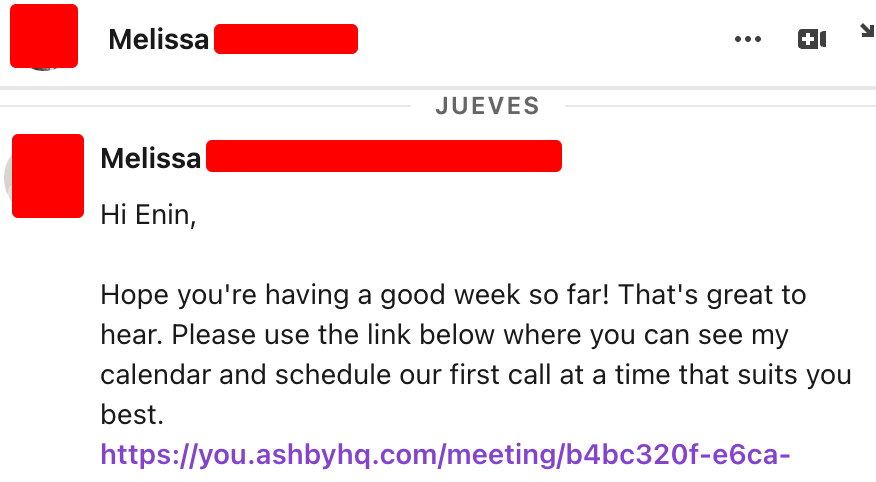 Melissa
JUEVES
Melissa
Hi Enin,
Hope you're having a good week so far! That's great to
hear. Please use the link below where you can see my
calendar and schedule our first call at a time that suits you
best.
https://you.ashbyhq.com/meeting/b4bc320f-e6ca-